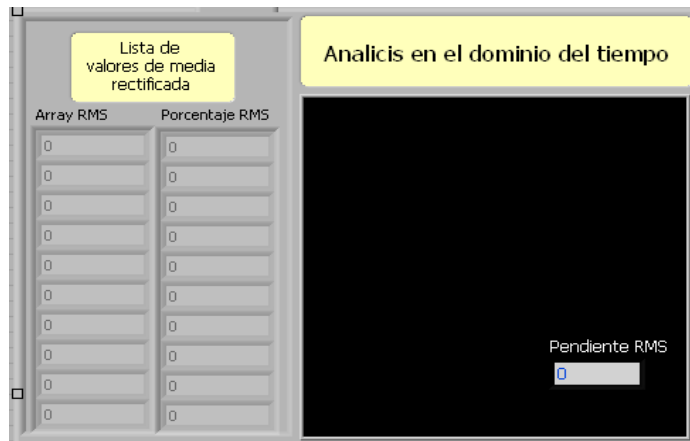 Lista de
valores de media
rectificada
Analicis en el dominio del tiempo
Array RMS Porcentaje RMS
0 0
0 0
0 0
0 0
0 0
0 0
0 0
0 0
0 0
0 0
Pendiente RMS
0